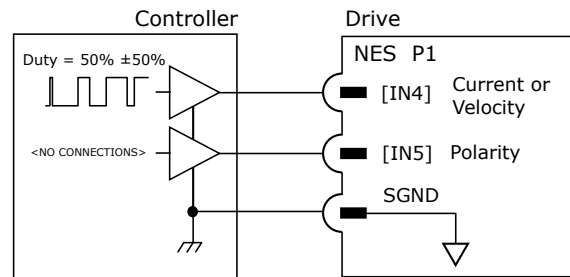 Controller
Drive
Duty = 50% ±50%
<NO CONNECTIONS>
NES P1
[IN4] Current or
Velocity
[IN5] Polarity
SGND